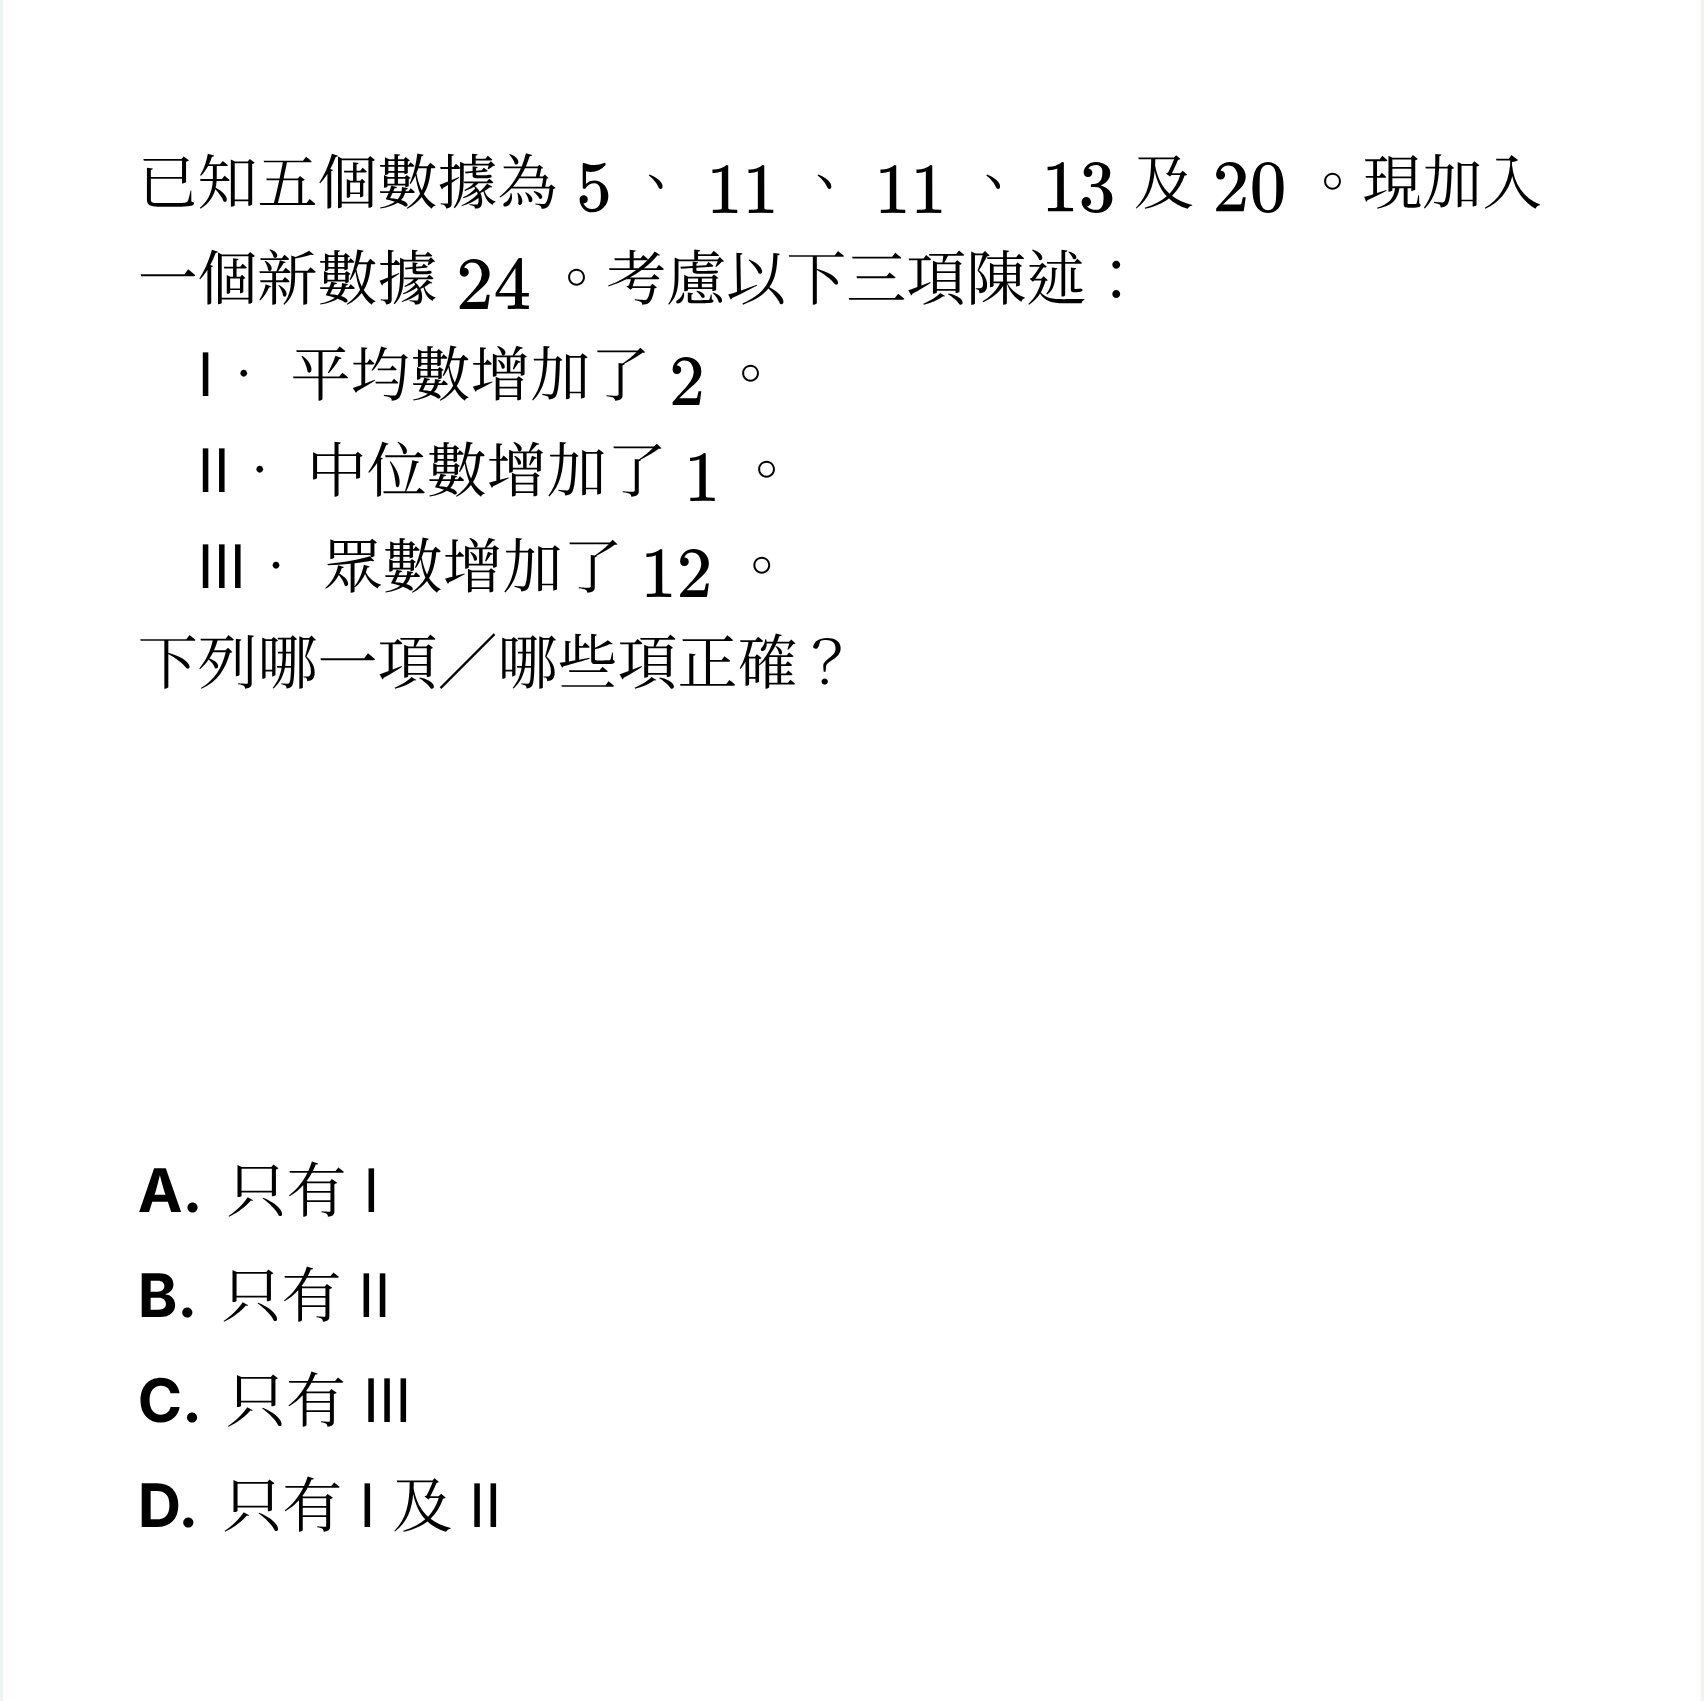 已知五個數據為 5 、 11 、 11 、 13 及 20 。現加入
一個新數據 24 。考慮以下三項陳述：
I． 平均數增加了 2 。
II． 中位數增加了 1 。
III． 眾數增加了 12 。
下列哪一項／哪些項正確？
A. 只有 I
B. 只有 II
C. 只有 III
D. 只有 I 及 II